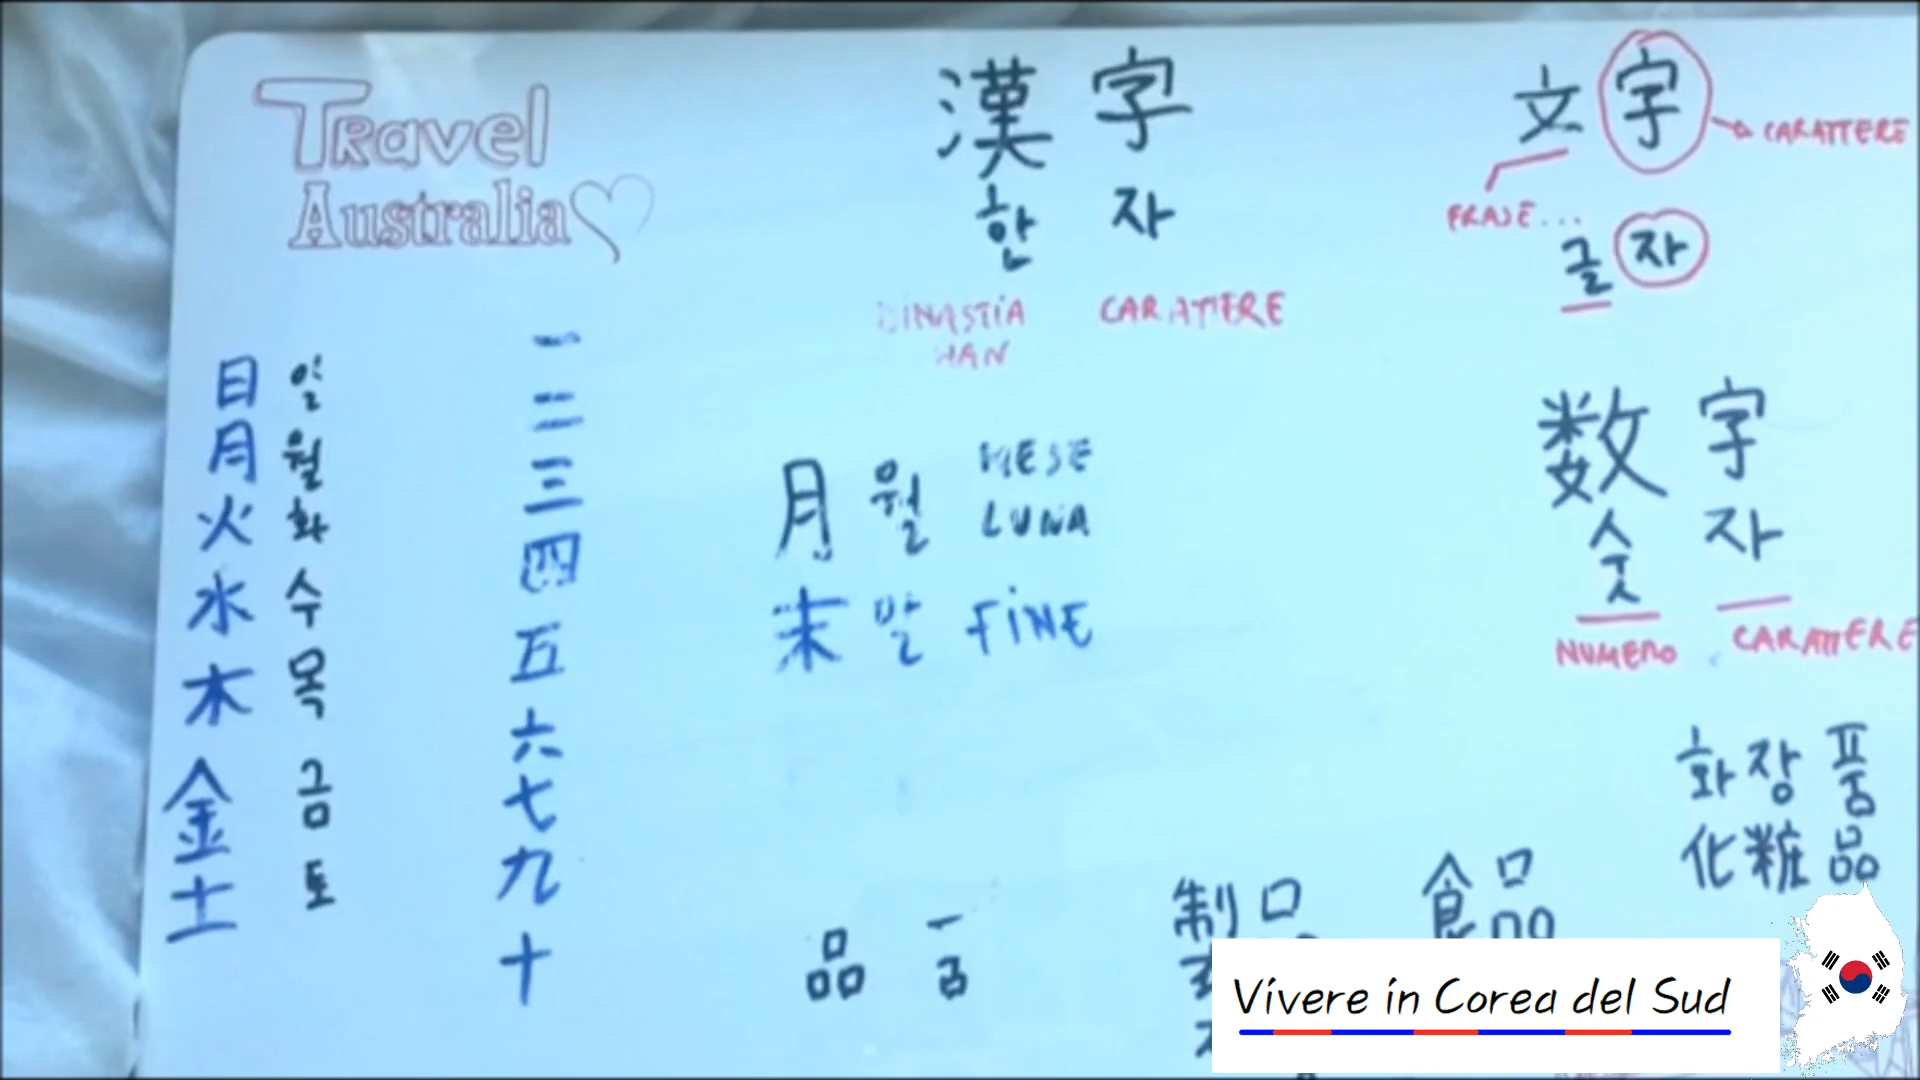 Travel
Australia
漢字
한자
DINASTIA CARATTERE
HAN
文字
CARATTERE
FRASE...
글자
日 일
月 월
火 화
水 수
木 목
金 금
土 토
一
二
三
四
五
六
七
九
十
月 월 MESE
LUNA
末 말 FINE
数字
숫자
NUMERO CARATTERE
화장품
化粧品
品
制品
食品
Vivere in Corea del Sud